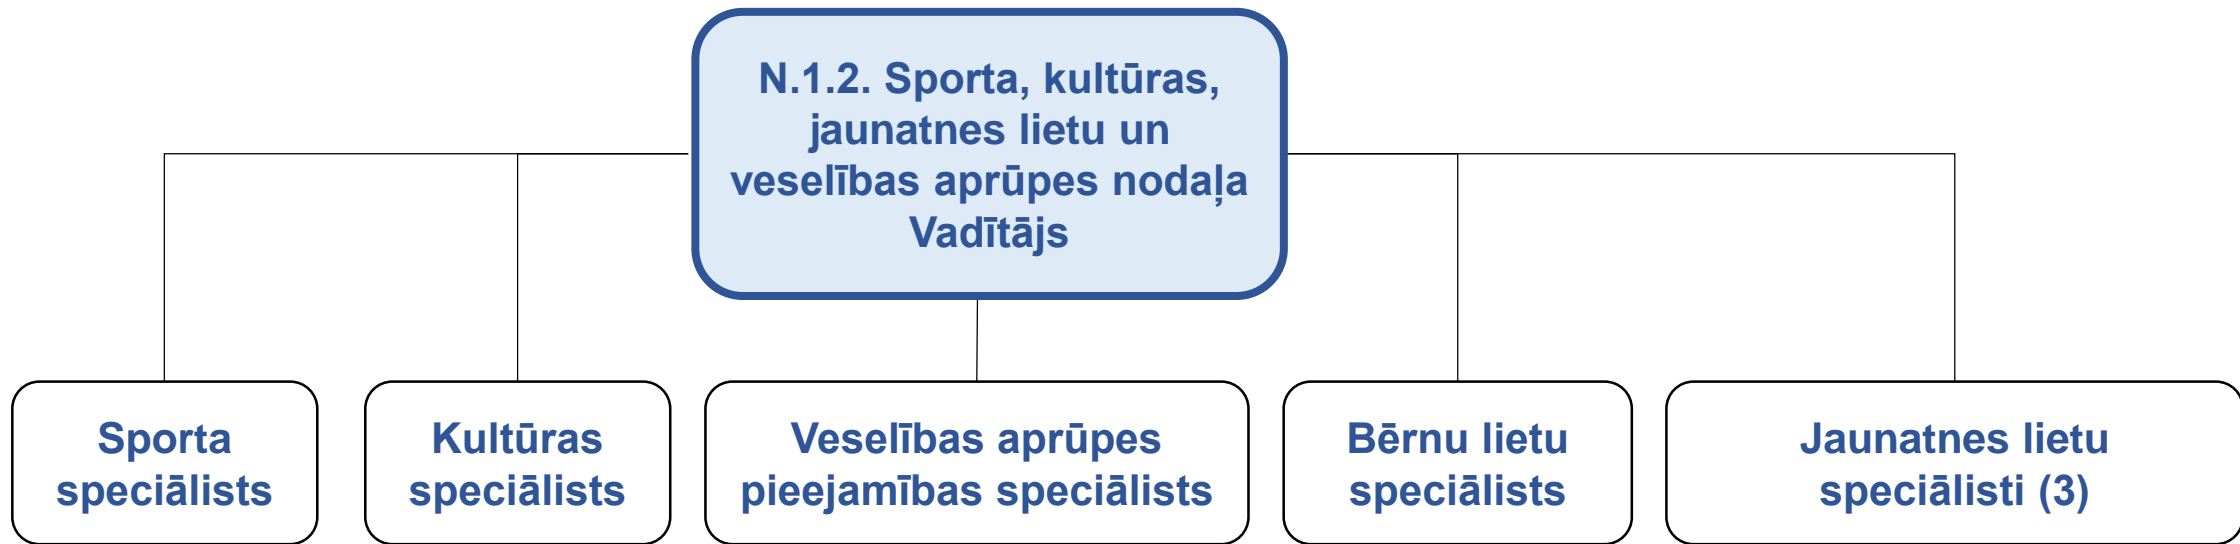 N.1.2. Sporta, kultūras,
jaunatnes lietu un
veselības aprūpes nodaļa
Vadītājs
Sporta
speciālists
Kultūras
speciālists
Veselības aprūpes
pieejamības speciālists
Bērnu lietu
speciālists
Jaunatnes lietu
speciālisti (3)